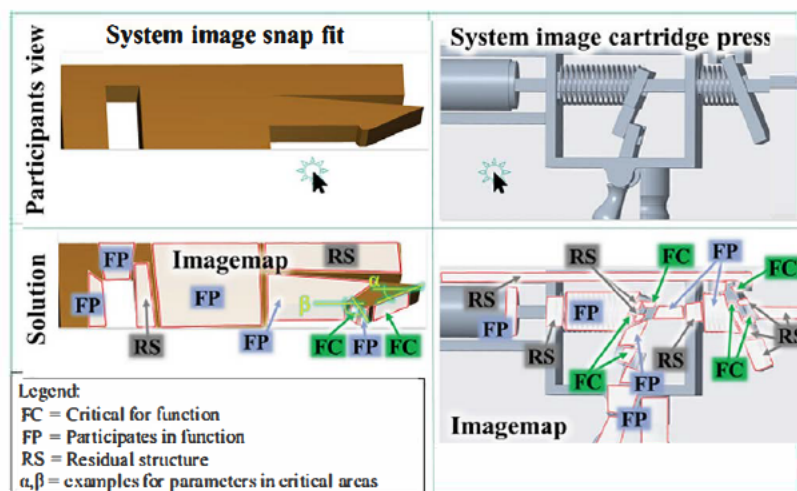 System image snap fit
System image cartridge press
Participants view
Solution
Imagemap
FP
FP
RS
FP
RS
FP
β
α
FC
FP
FC
RS
FC
FP
FC
RS
FP
RS
FP
FC
FP
RS
FC
RS
FP
Imagemap
Legend:
FC = Critical for function
FP = Participates in function
RS = Residual structure
α,β = examples for parameters in critical areas